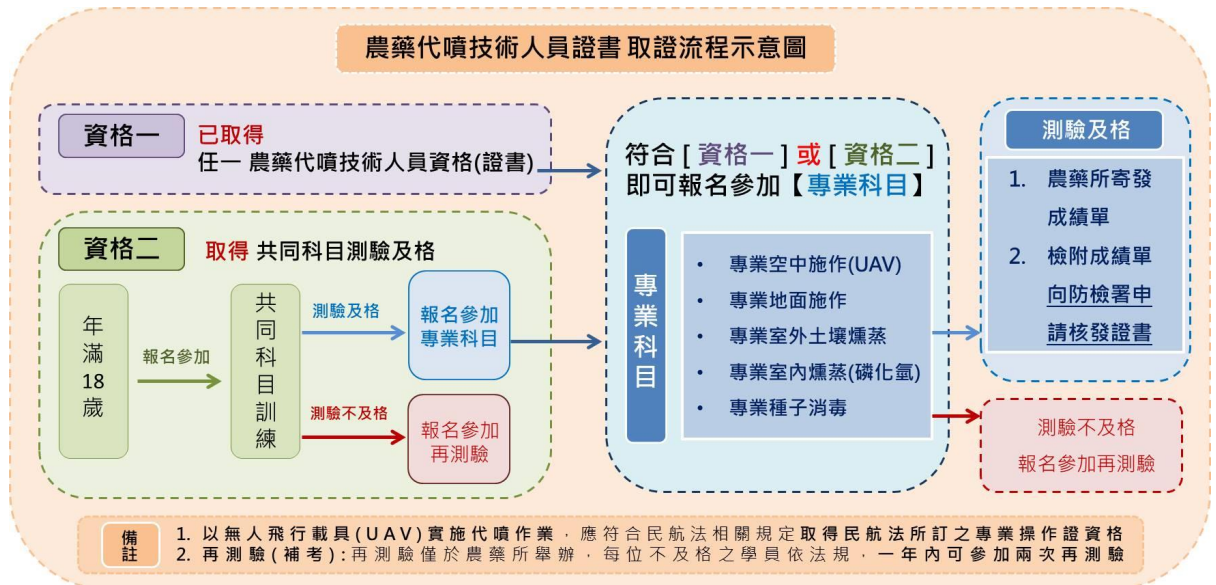 農藥代噴技術人員證書 取證流程示意圖
資格一
已取得
任一 農藥代噴技術人員資格(證書)
資格二
取得 共同科目測驗及格
年滿18歲
報名參加
共同科目訓練
測驗及格
報名參加
專業科目
測驗不及格
報名參加
再測驗
符合[資格一]或[資格二]
即可報名參加【專業科目】
專業科目
• 專業空中施作(UAV)
• 專業地面施作
• 專業室外土壤燻蒸
• 專業室內燻蒸(磷化氫)
• 專業種子消毒
測驗及格
1. 農藥所寄發
成績單
2. 檢附成績單
向防檢署申
請核發證書
測驗不及格
報名參加再測驗
備註
1. 以無人飛行載具(UAV)實施代噴作業，應符合民航法相關規定取得民航法所訂之專業操作證資格
2. 再測驗(補考):再測驗僅於農藥所舉辦，每位不及格之學員依法規，一年內可參加兩次再測驗